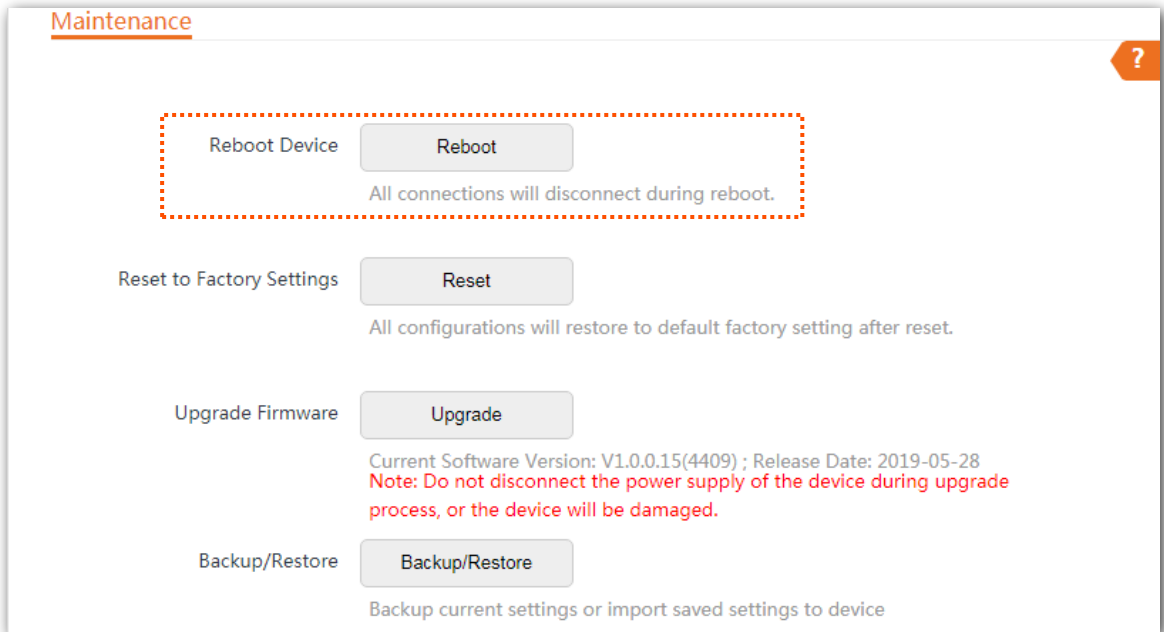 Maintenance
?
Reboot Device Reboot
All connections will disconnect during reboot.
Reset to Factory Settings Reset
All configurations will restore to default factory setting after reset.
Upgrade Firmware Upgrade
Current Software Version: V1.0.0.15(4409) ; Release Date: 2019-05-28
Note: Do not disconnect the power supply of the device during upgrade
process, or the device will be damaged.
Backup/Restore Backup/Restore
Backup current settings or import saved settings to device